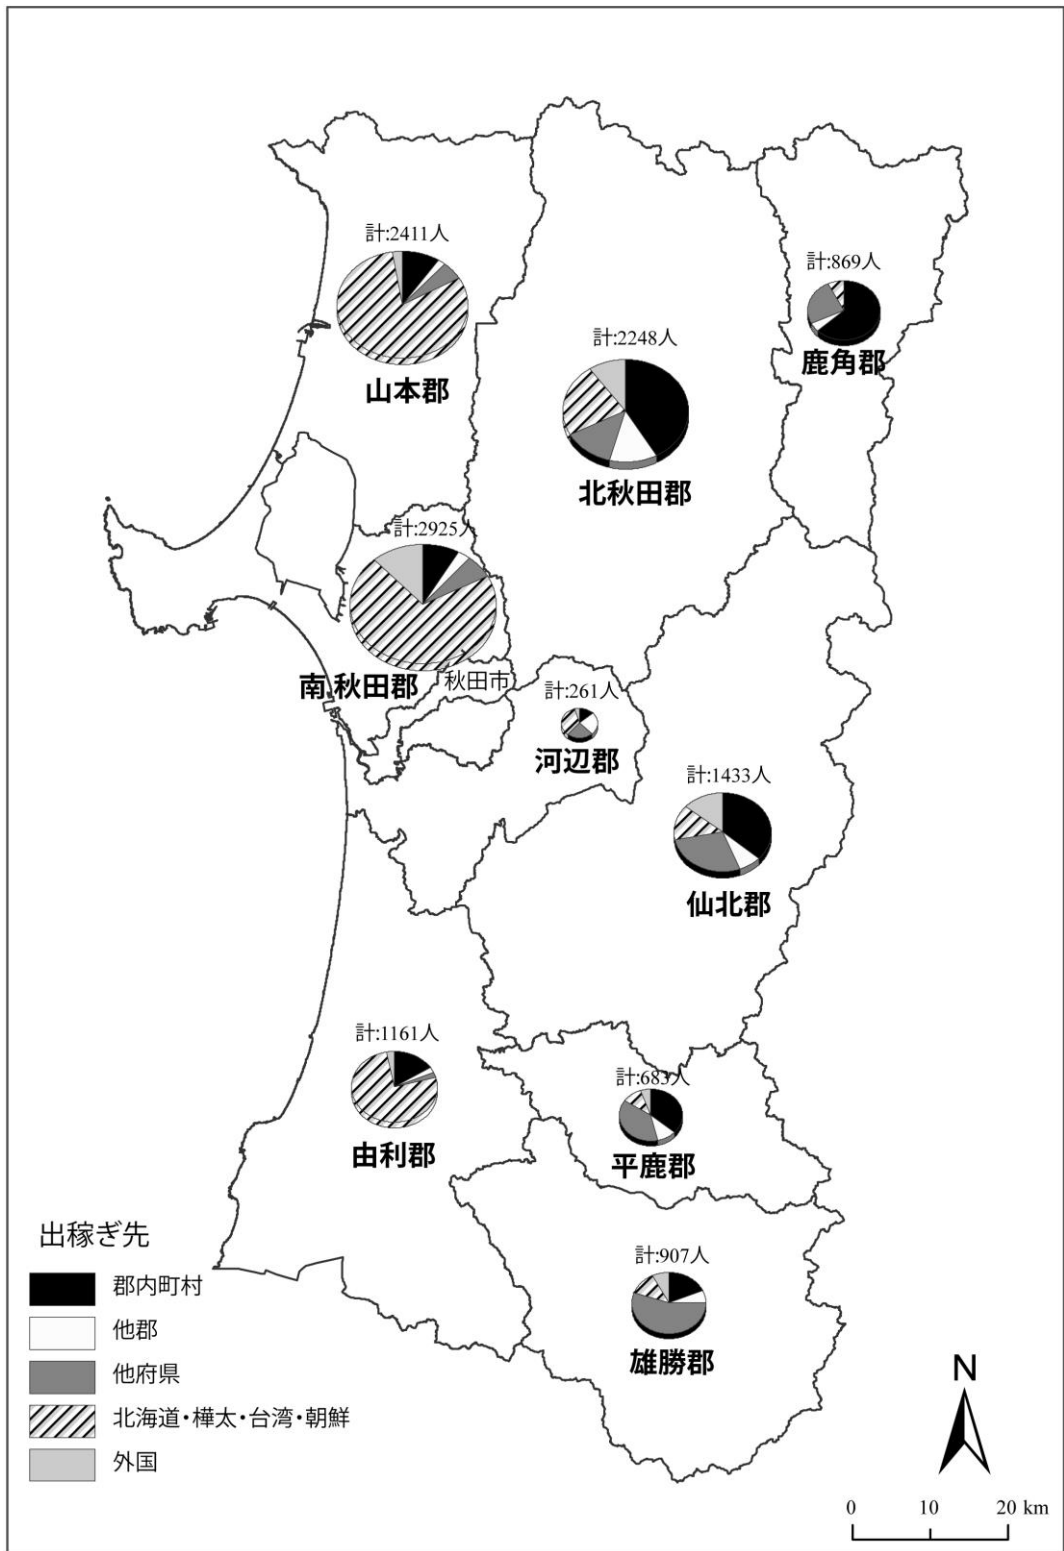 計:2411人
山本郡
計:869人
鹿角郡
計:2248人
北秋田郡
計:2925人
南秋田郡
秋田市
計:261人
河辺郡
計:1433人
仙北郡
計:1161人
由利郡
計:683人
平鹿郡
計:907人
雄勝郡
出稼ぎ先
郡内町村
他郡
他府県
北海道・樺太・台湾・朝鮮
外国
N
0 10 20 km